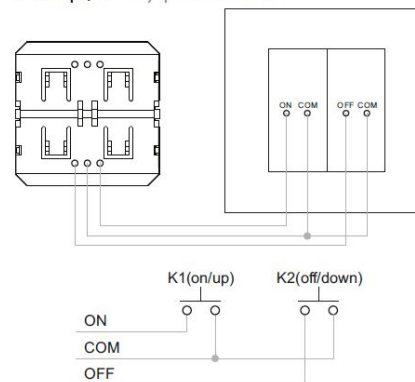 ON COM OFF COM
K1(on/up) K2(off/down)
ON
COM
OFF